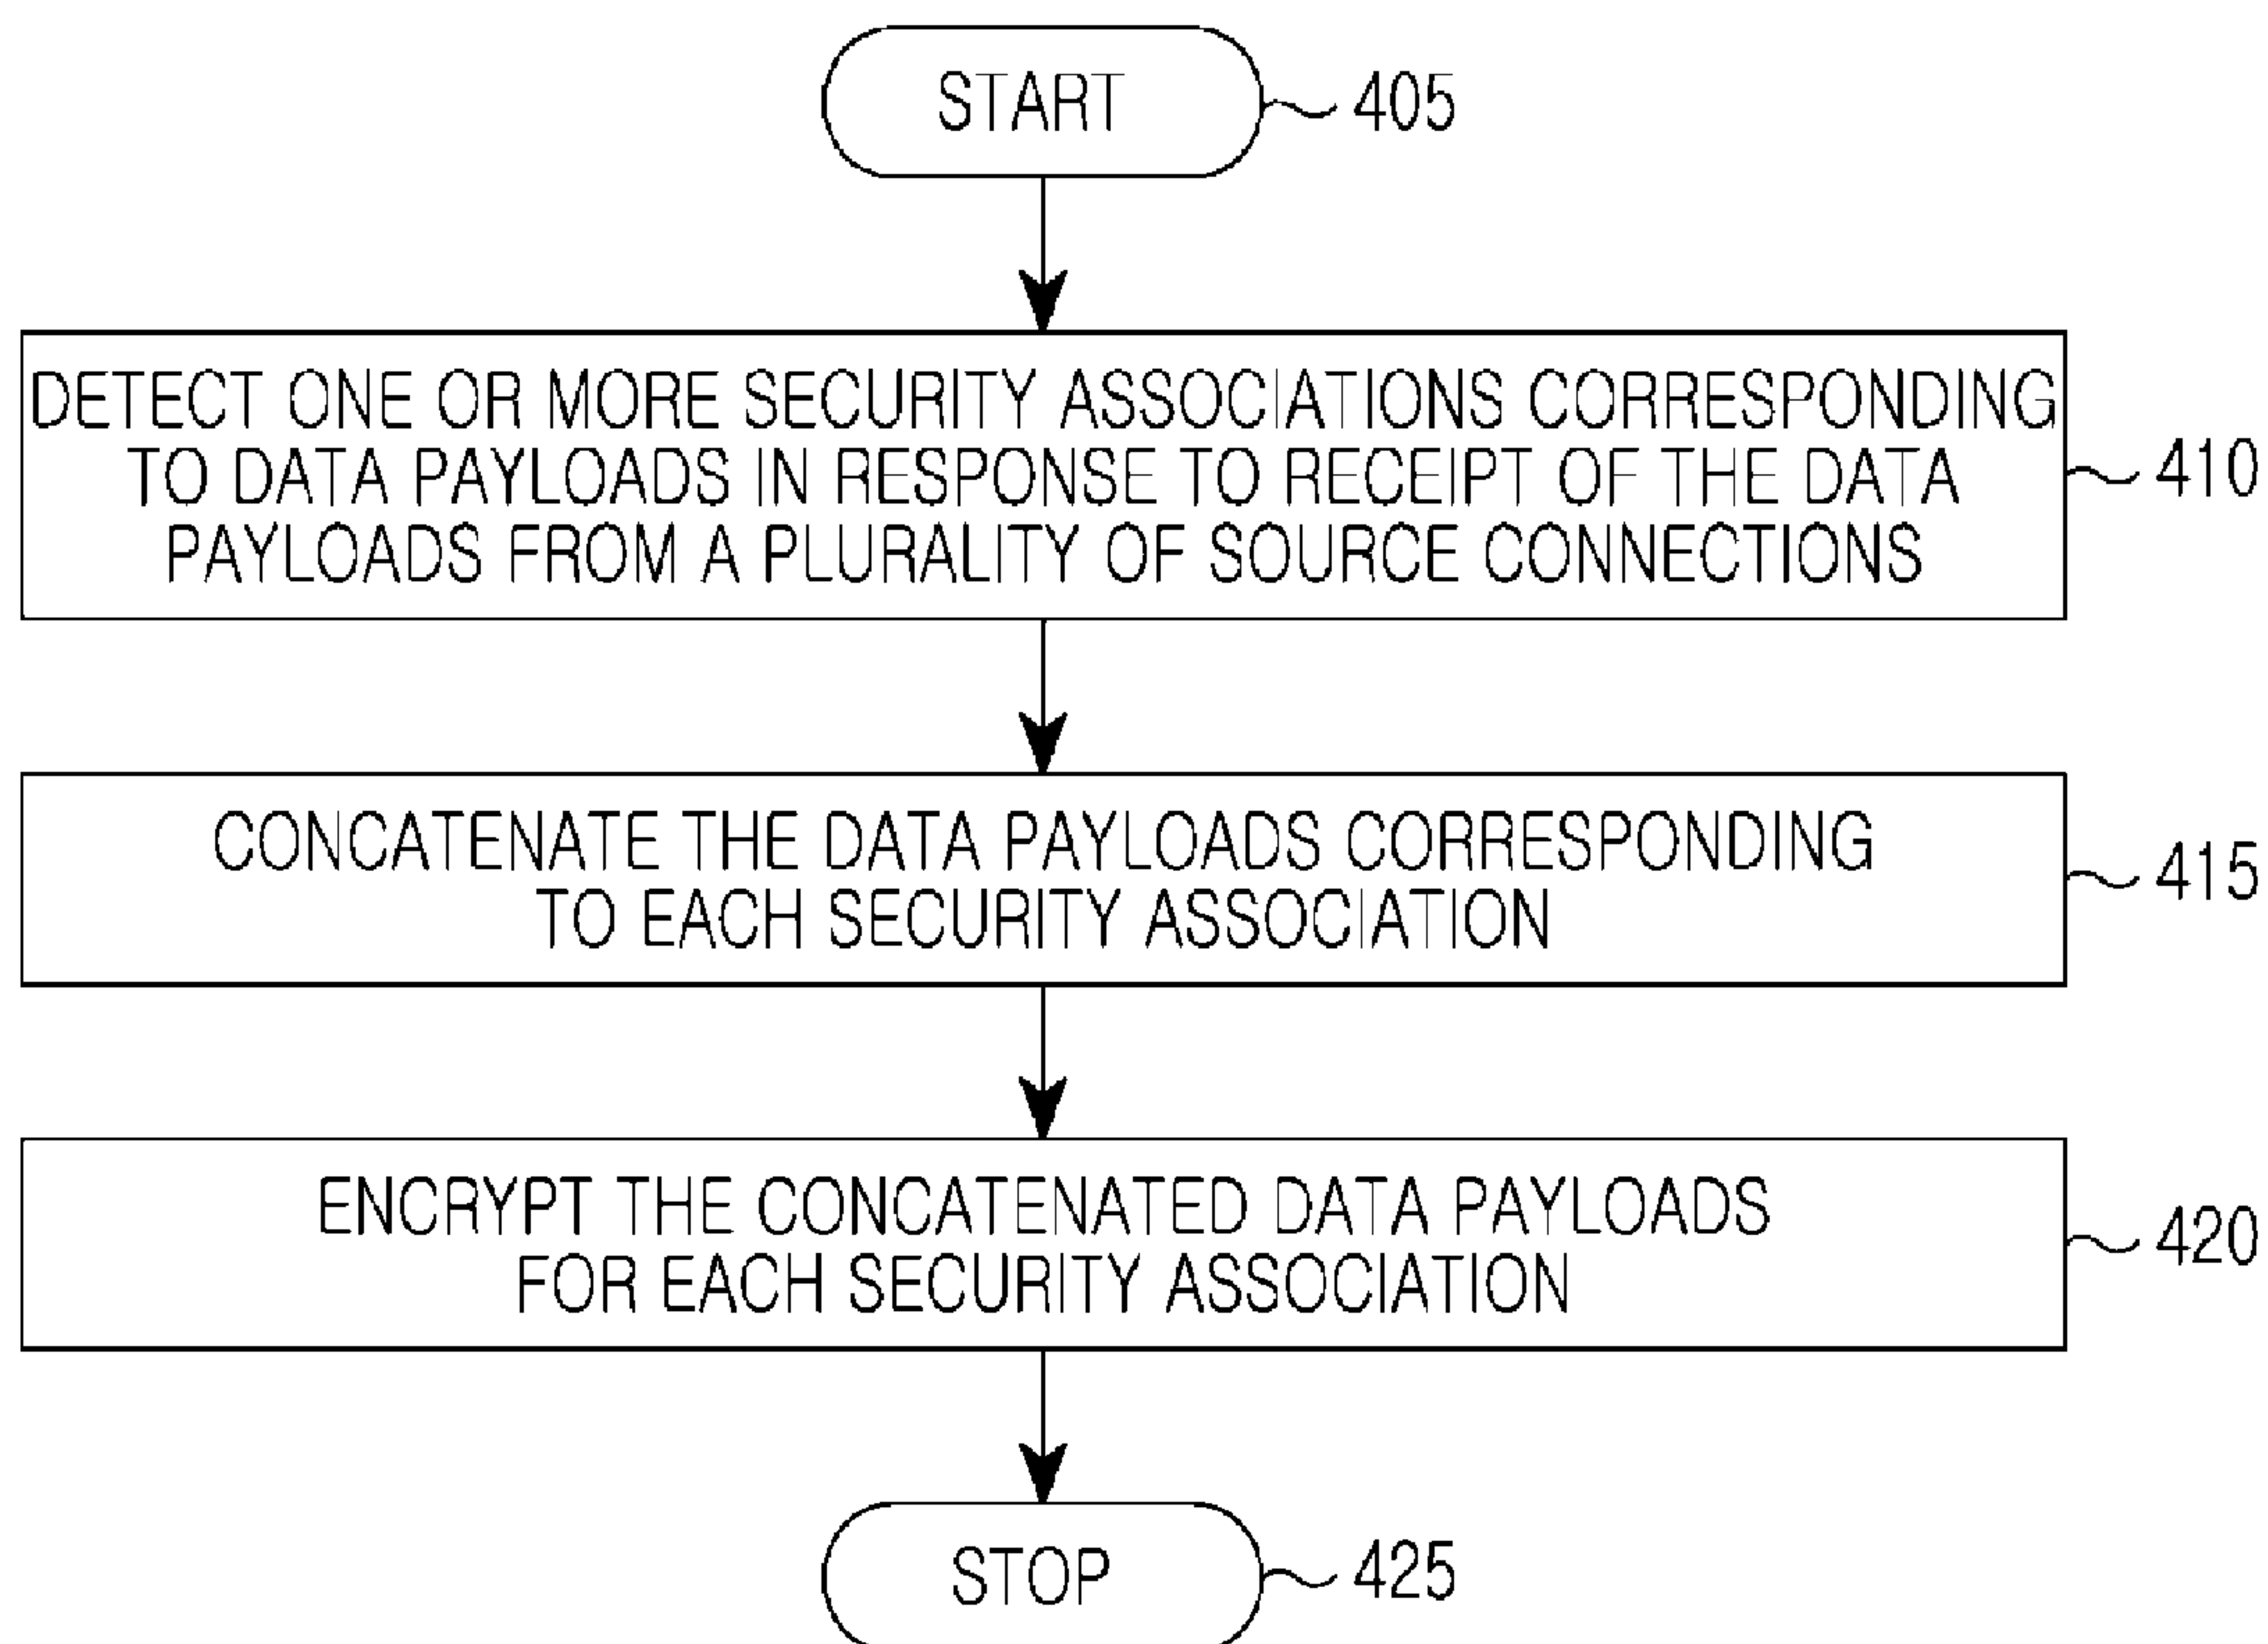 START 405
DETECT ONE OR MORE SECURITY ASSOCIATIONS CORRESPONDING
TO DATA PAYLOADS IN RESPONSE TO RECEIPT OF THE DATA 410
PAYLOADS FROM A PLURALITY OF SOURCE CONNECTIONS
CONCATENATE THE DATA PAYLOADS CORRESPONDING
TO EACH SECURITY ASSOCIATION
415
ENCRYPT THE CONCATENATED DATA PAYLOADS
FOR EACH SECURITY ASSOCIATION
420
STOP 425